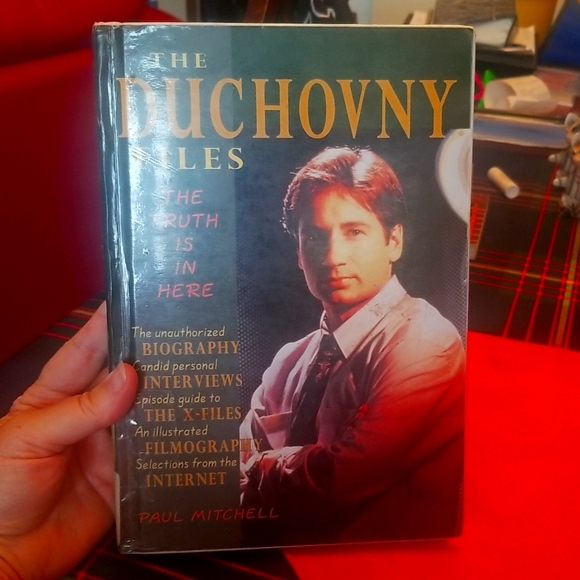 THE
DUCHOVNY
FILES
THE
TRUTH
IS
IN
HERE
The unauthorized
BIOGRAPHY
Candid personal
INTERVIEWS
Episode guide to
THE X-FILES
An illustrated
FILMOGRAPHY
Selections from the
INTERNET
PAUL MITCHELL